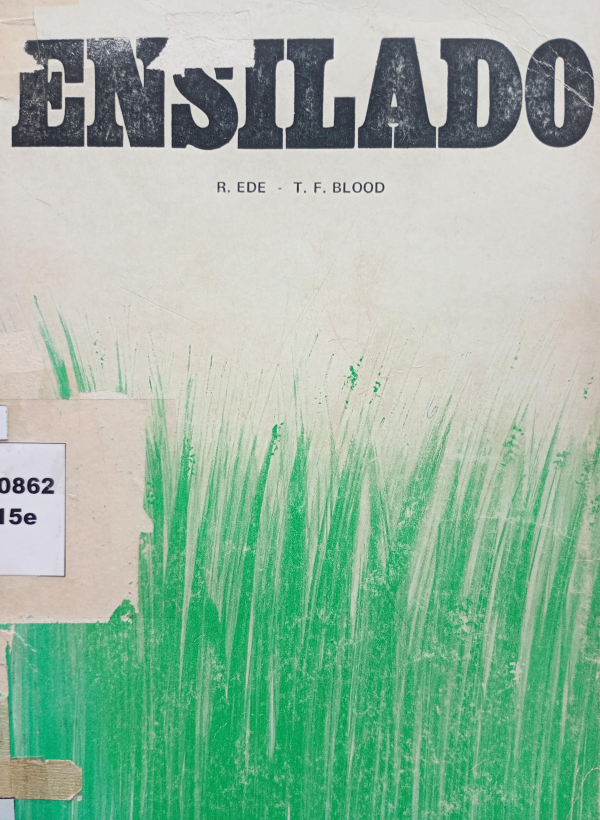 ENSILADO
R. EDE - T. F. BLOOD
0862
15e